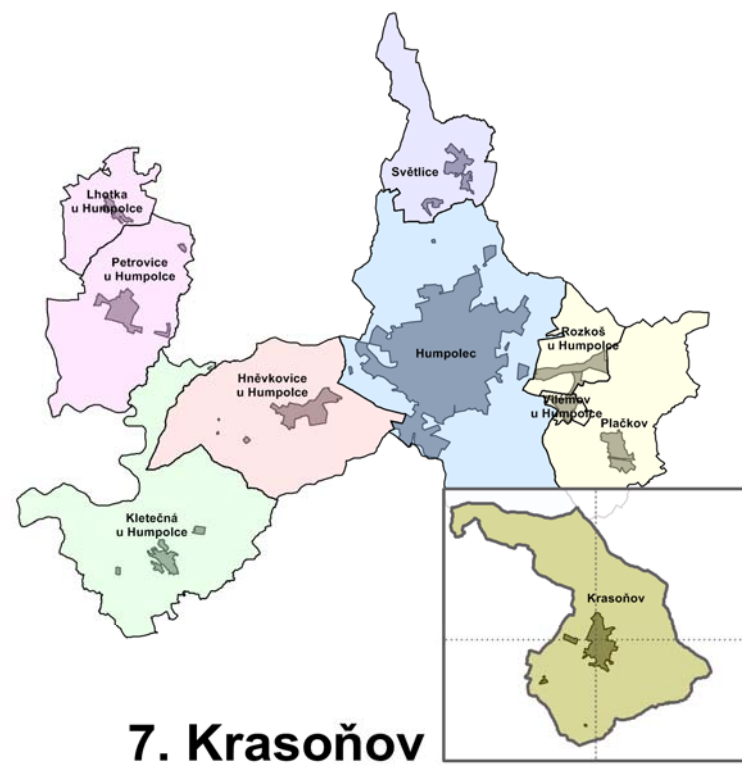 Světlice
Lhotka
u Humpolce
Petrovice
u Humpolce
Rozkoš
u Humpolce
Humpolec
Hněvkovice
u Humpolce
Vilémov
u Humpolce
Plačkov
Kletečná
u Humpolce
Krasoňov
7. Krasoňov